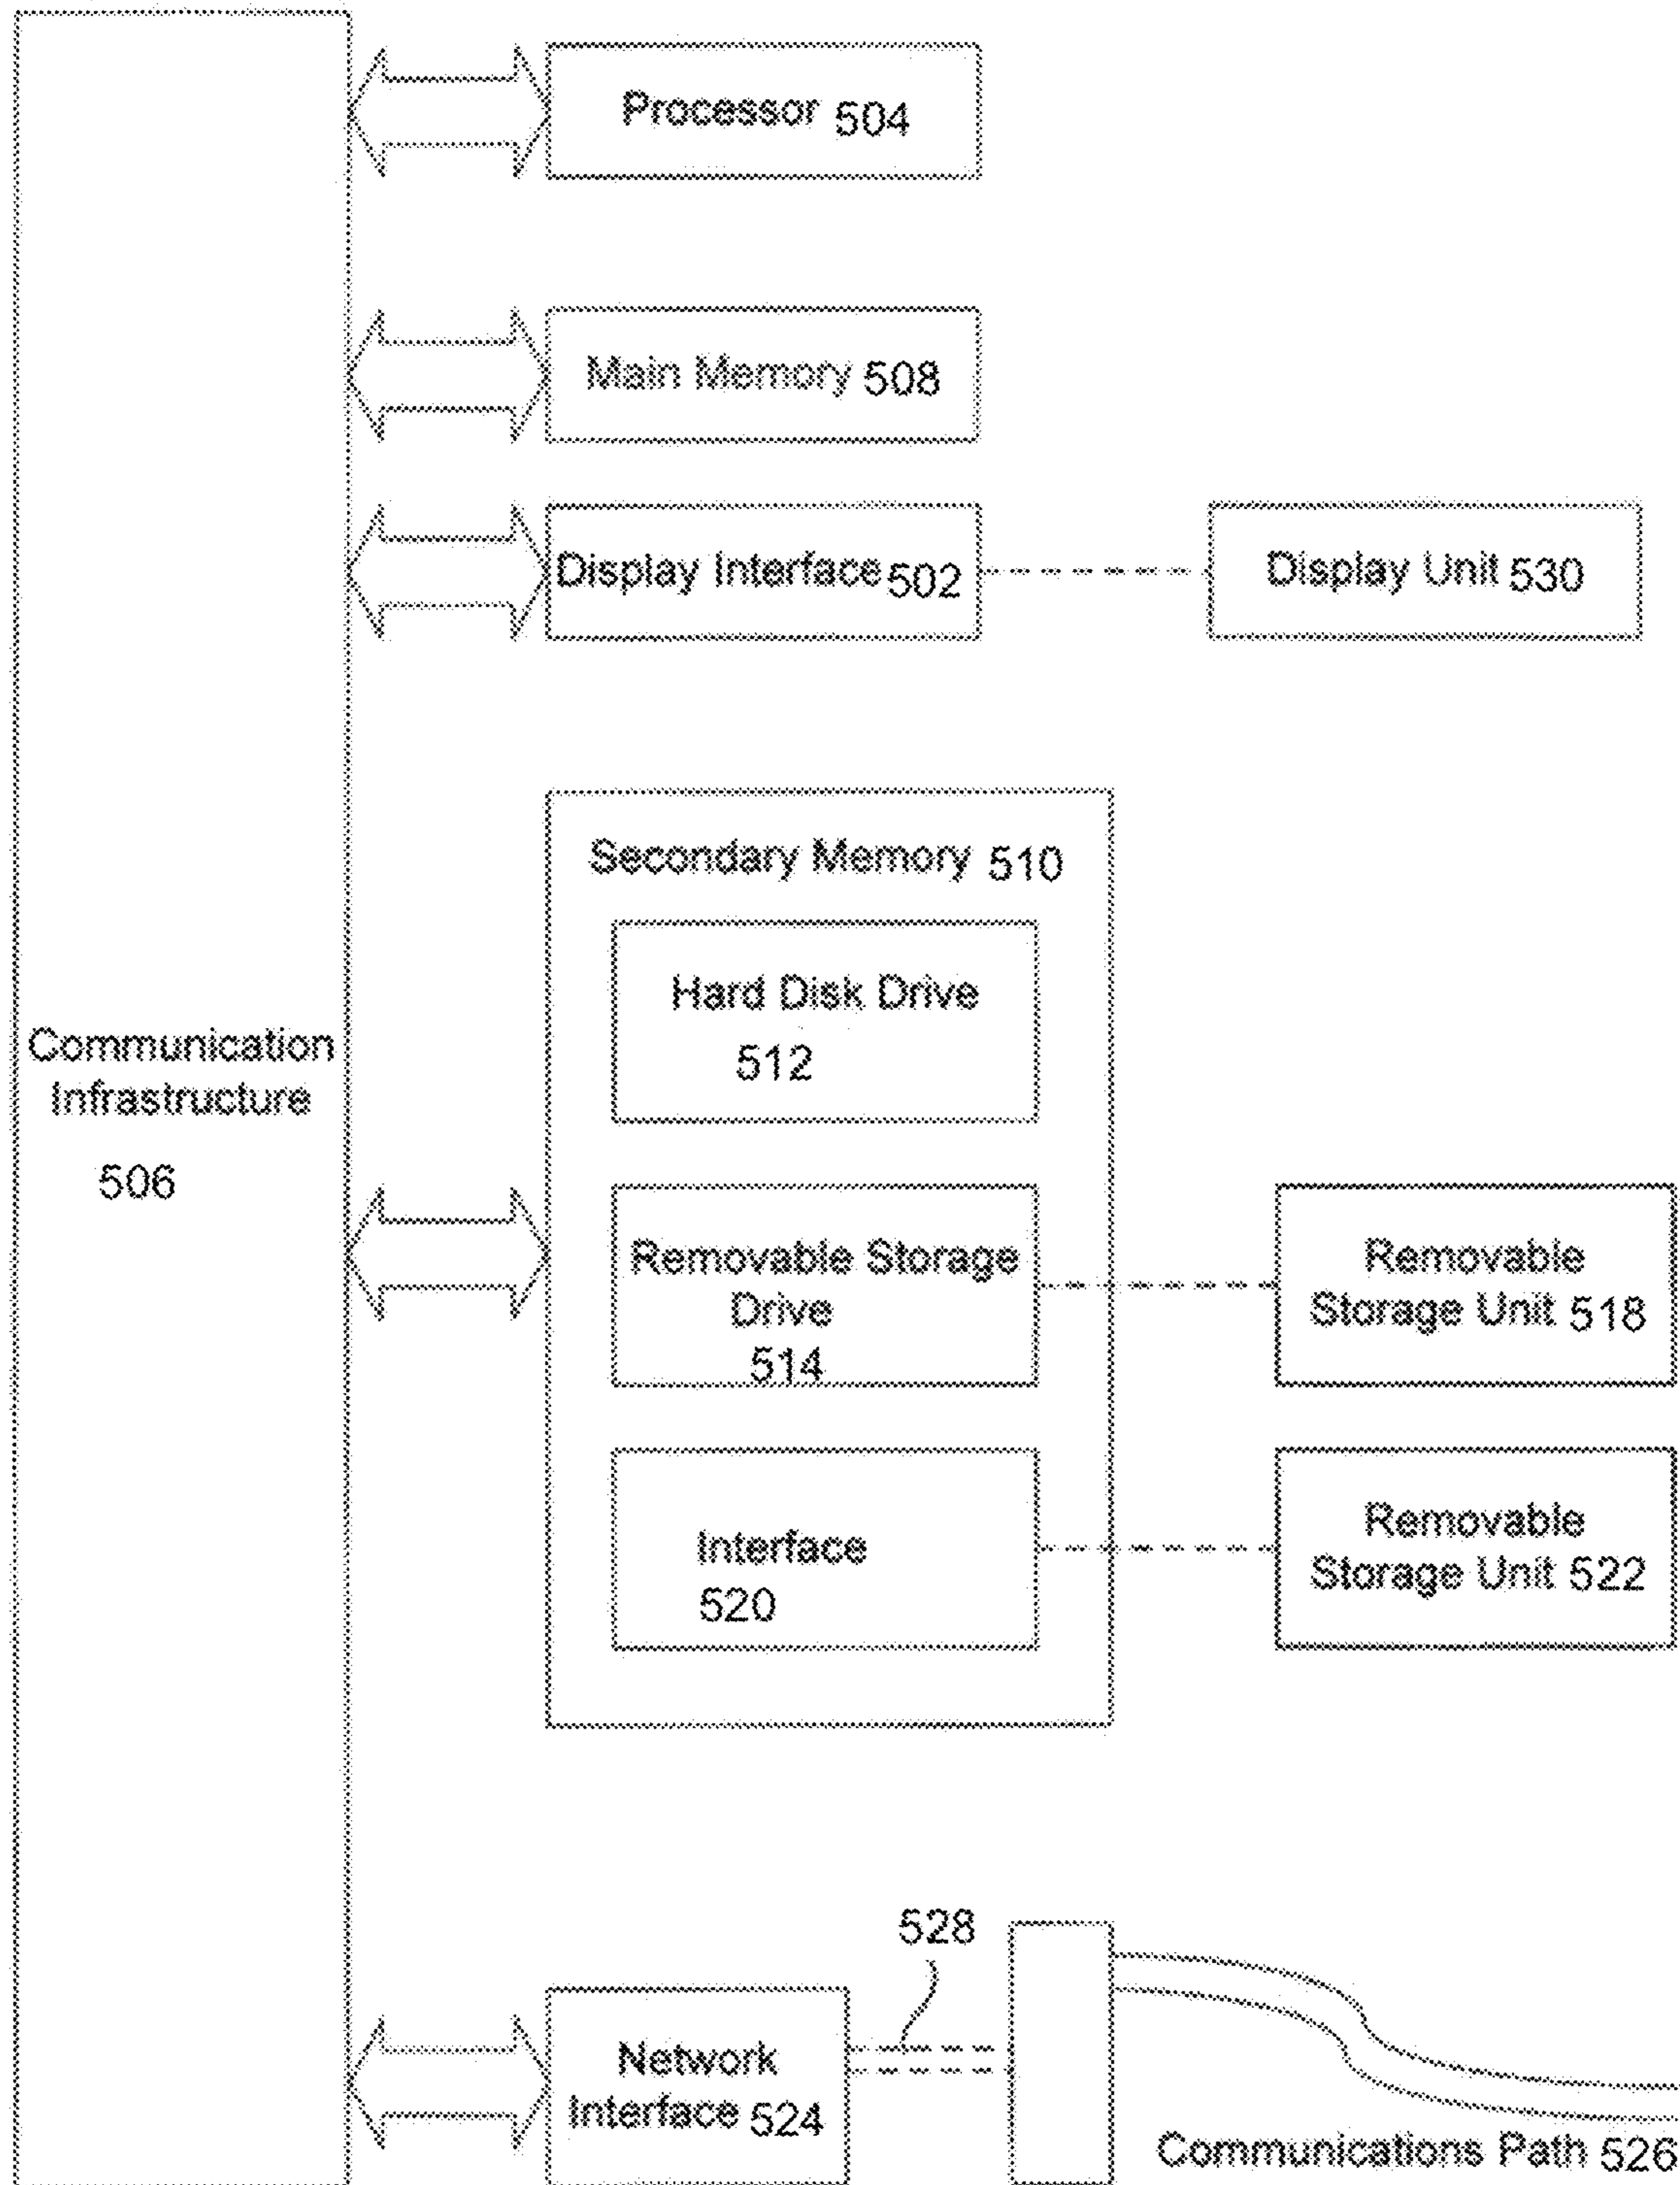 Processor 504
Main Memory 508
Display Interface 502
Display Unit 530
Secondary Memory 510
Hard Disk Drive
512
Communication
Infrastructure
506
Removable Storage
Drive
514
Removable
Storage Unit 518
Interface
520
Removable
Storage Unit 522
528
Network
Interface 524
Communications Path 526